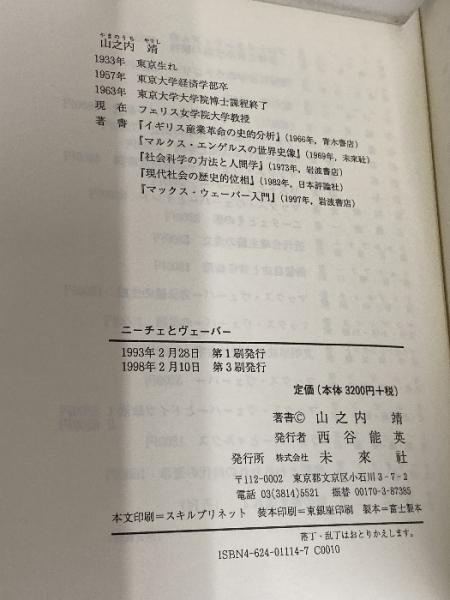 やまのうち やすし
山之内 靖
1933年 東京生れ
1957年 東京大学経済学部卒
1963年 東京大学大学院博士課程終了
現在 フェリス女学院大学教授
著書 『イギリス産業革命の史的分析』（1966年，青木書店）
『マルクス・エンゲルスの世界史像』（1969年，未来社）
『社会科学の方法と人間学』（1973年，岩波書店）
『現代社会の歴史的位相』（1982年，日本評論社）
『マックス・ヴェーバー入門』（1997年，岩波書店）
ニーチェとヴェーバー
1993年2月28日 第1刷発行
1998年2月10日 第3刷発行
定価（本体3200円＋税）
著者© 山之内 靖
発行者 西谷能英
発行所 株式会社 未來社
〒112-0002 東京都文京区小石川3-7-2
電話 03(3814)5521 振替 00170-3-87385
本文印刷＝スキルプリネット 装本印刷＝東銀座印刷 製本＝富士製本
落丁・乱丁はおとりかえします。
ISBN4-624-01114-7 C0010